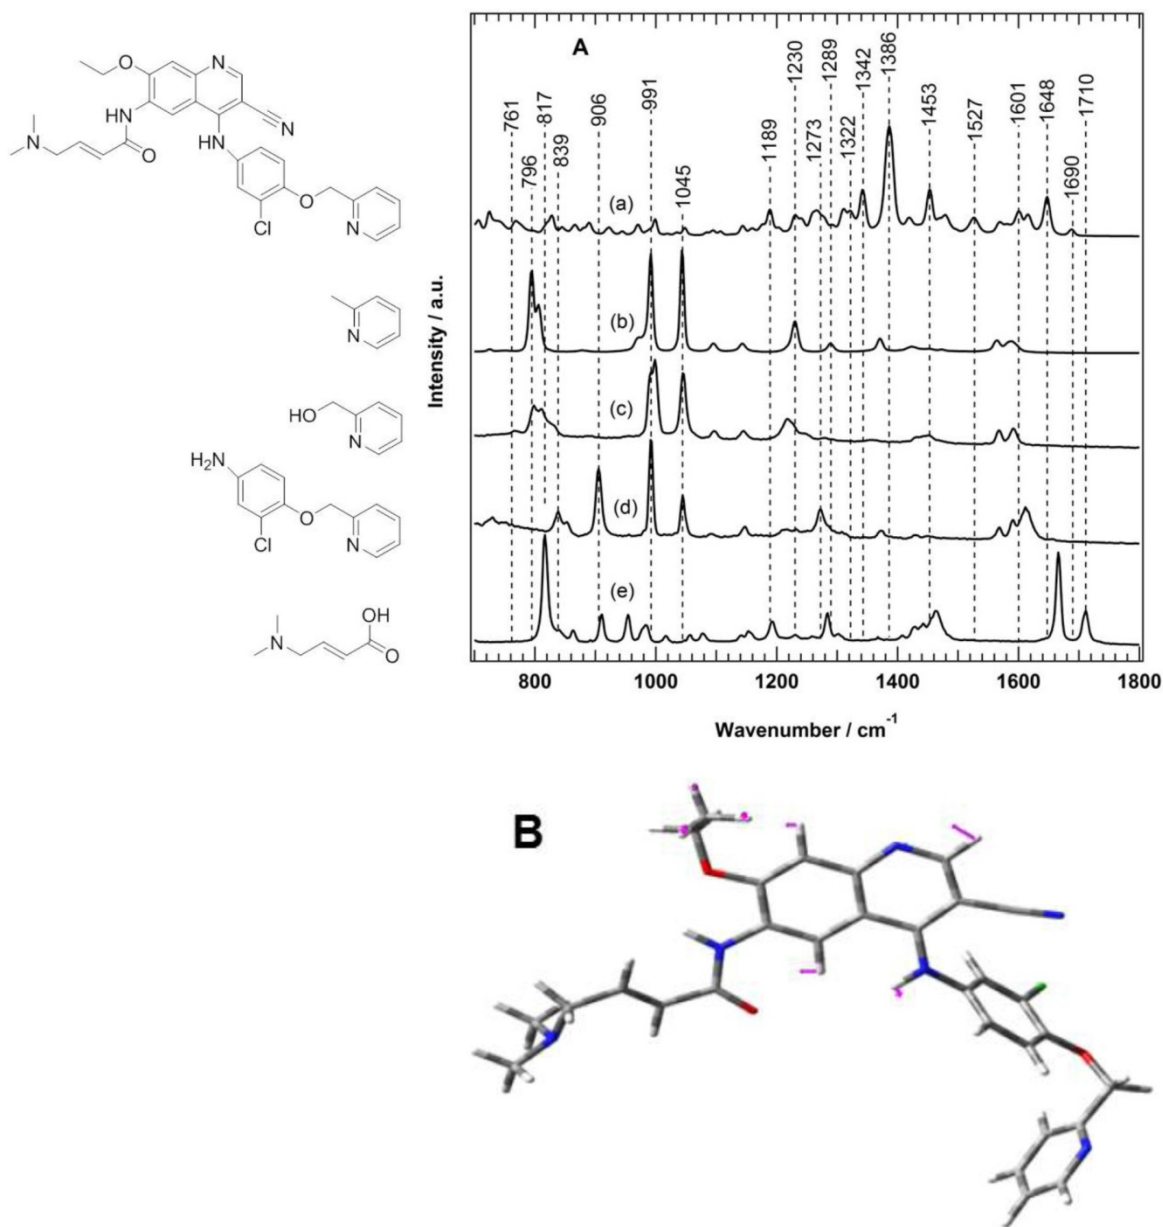 A
761
796
817
839
906
991
1045
1189
1230
1273
1289
1322
1342
1386
1453
1527
1601
1648
1690
1710
(a)
(b)
(c)
(d)
(e)
Intensity / a.u.
800 1000 1200 1400 1600 1800
Wavenumber / cm⁻¹
O
N
NH
N
N
O
HN
O
Cl
N
N
HO
N
H₂N
O
Cl
N
OH
N
O
B